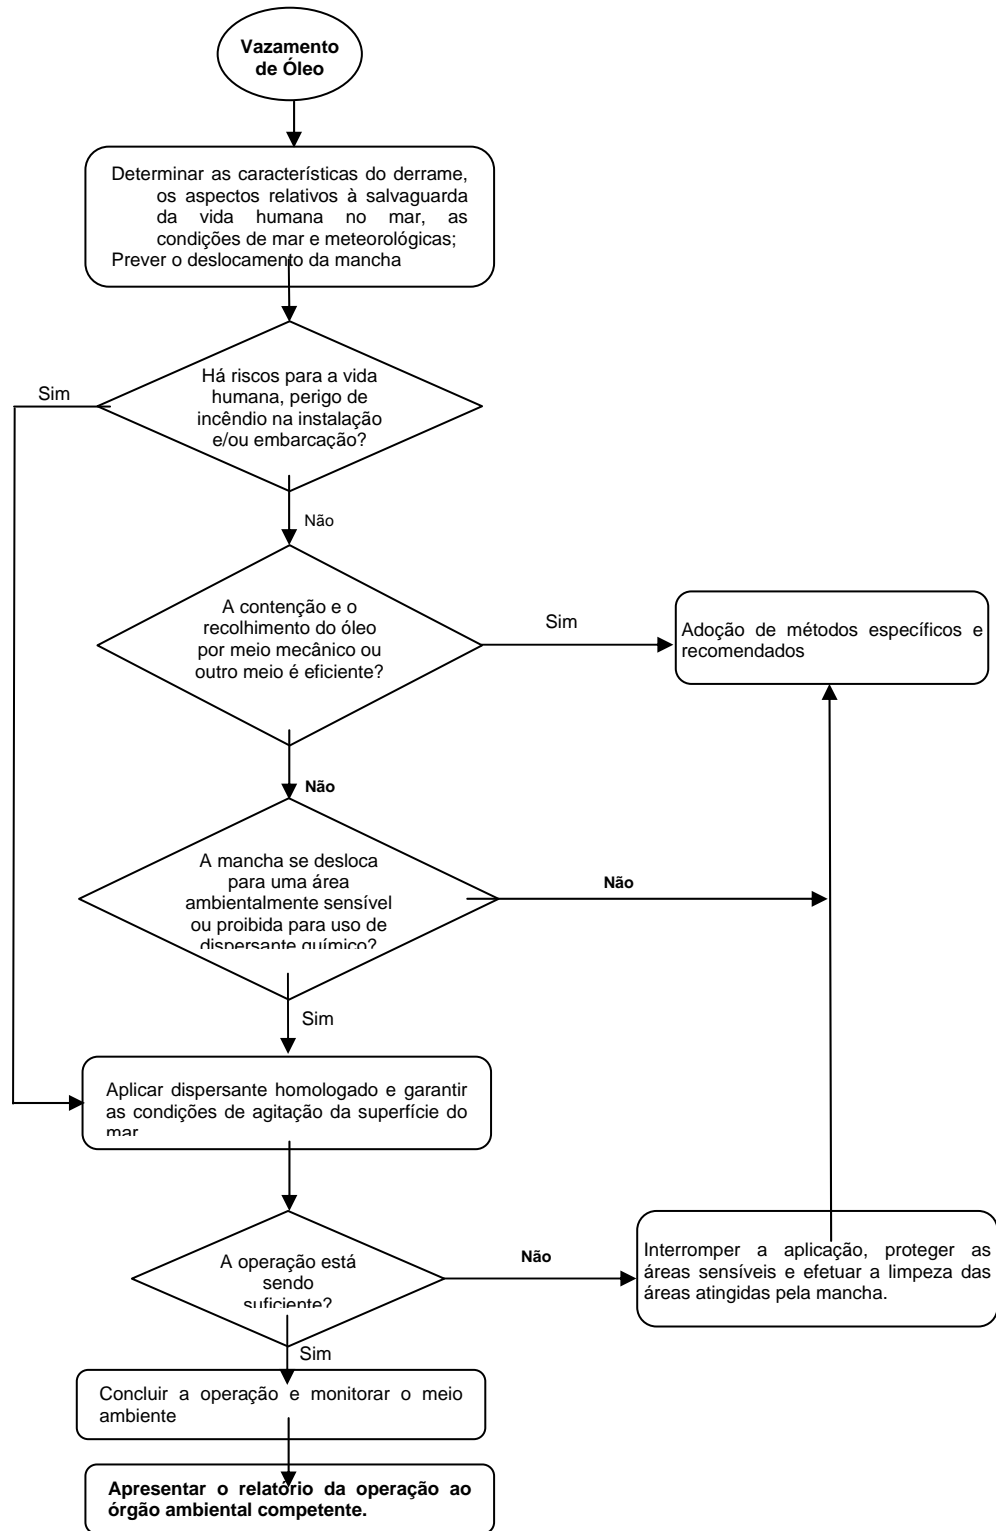 Vazamento
de Óleo
Determinar as características do derrame,
os aspectos relativos à salvaguarda
da vida humana no mar, as
condições de mar e meteorológicas;
Prever o deslocamento da mancha
Há riscos para a vida
humana, perigo de
incêndio na instalação
e/ou embarcação?
Sim
Não
A contenção e o
recolhimento do óleo
por meio mecânico ou
outro meio é eficiente?
Sim
Adoção de métodos específicos e
recomendados
Não
A mancha se desloca
para uma área
ambientalmente sensível
ou proibida para uso de
dispersante químico?
Não
Sim
Aplicar dispersante homologado e garantir
as condições de agitação da superfície do
mar
A operação está
sendo
suficiente?
Não
Interromper a aplicação, proteger as
áreas sensíveis e efetuar a limpeza das
áreas atingidas pela mancha.
Sim
Concluir a operação e monitorar o meio
ambiente
Apresentar o relatório da operação ao
órgão ambiental competente.